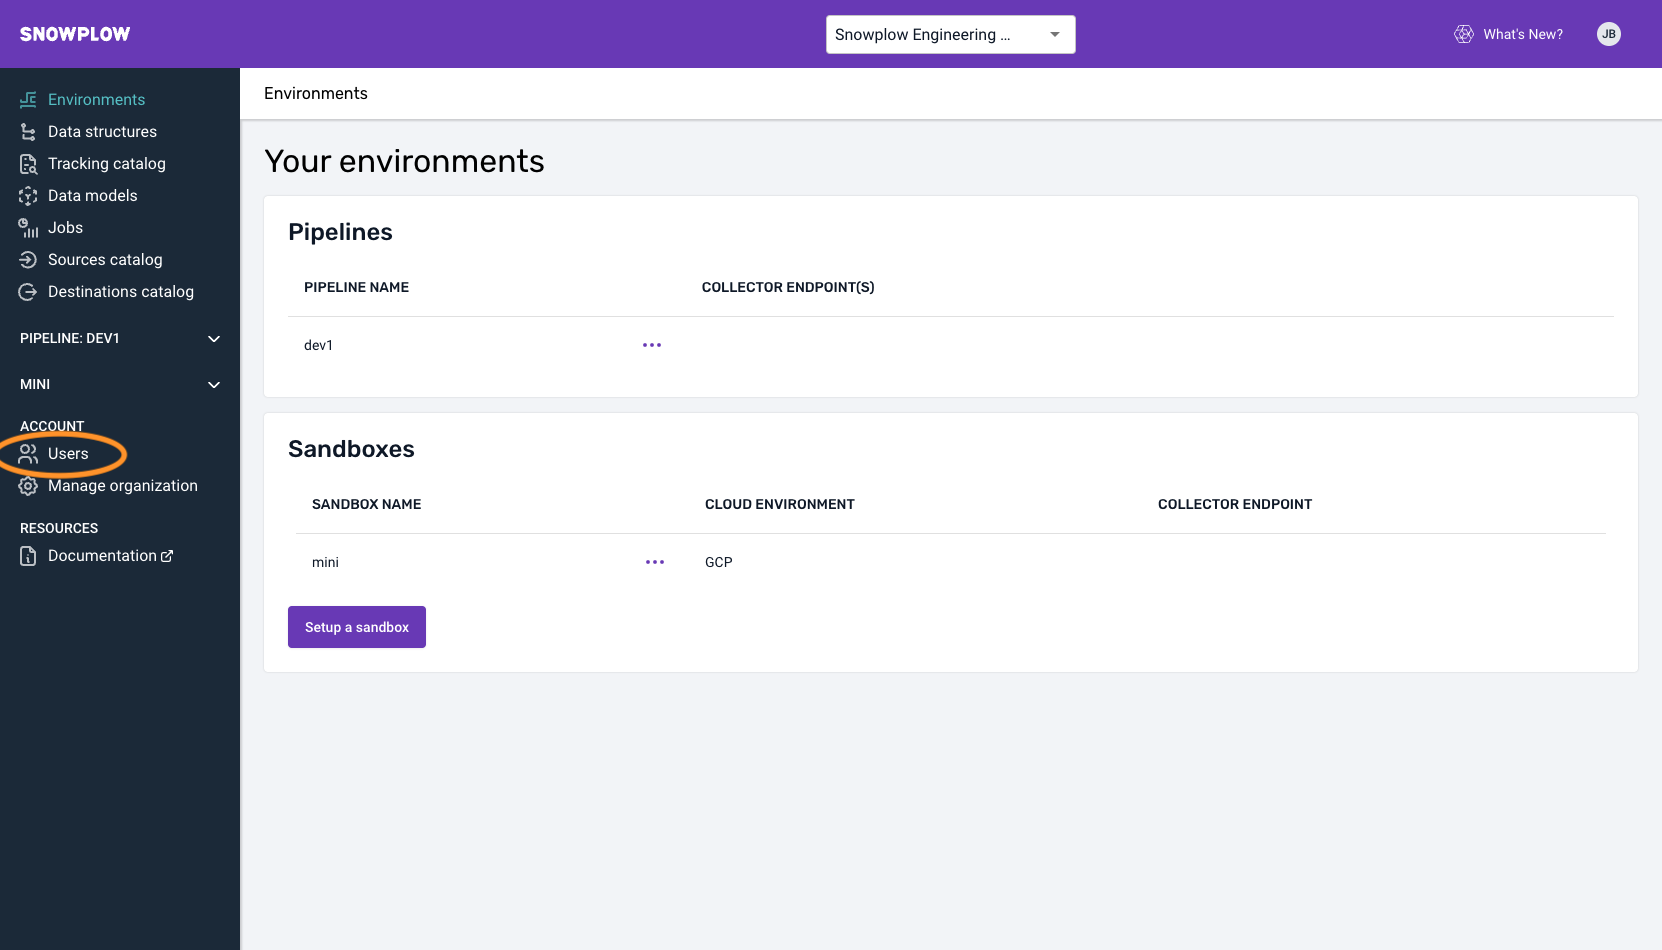 SNOWPLOW
Snowplow Engineering ...
What's New?
JB
Environments
Data structures
Tracking catalog
Data models
Jobs
Sources catalog
Destinations catalog
PIPELINE: DEV1
MINI
ACCOUNT
Users
Manage organization
RESOURCES
Documentation
Environments
Your environments
Pipelines
PIPELINE NAME COLLECTOR ENDPOINT(S)
dev1
Sandboxes
SANDBOX NAME CLOUD ENVIRONMENT COLLECTOR ENDPOINT
mini GCP
Setup a sandbox